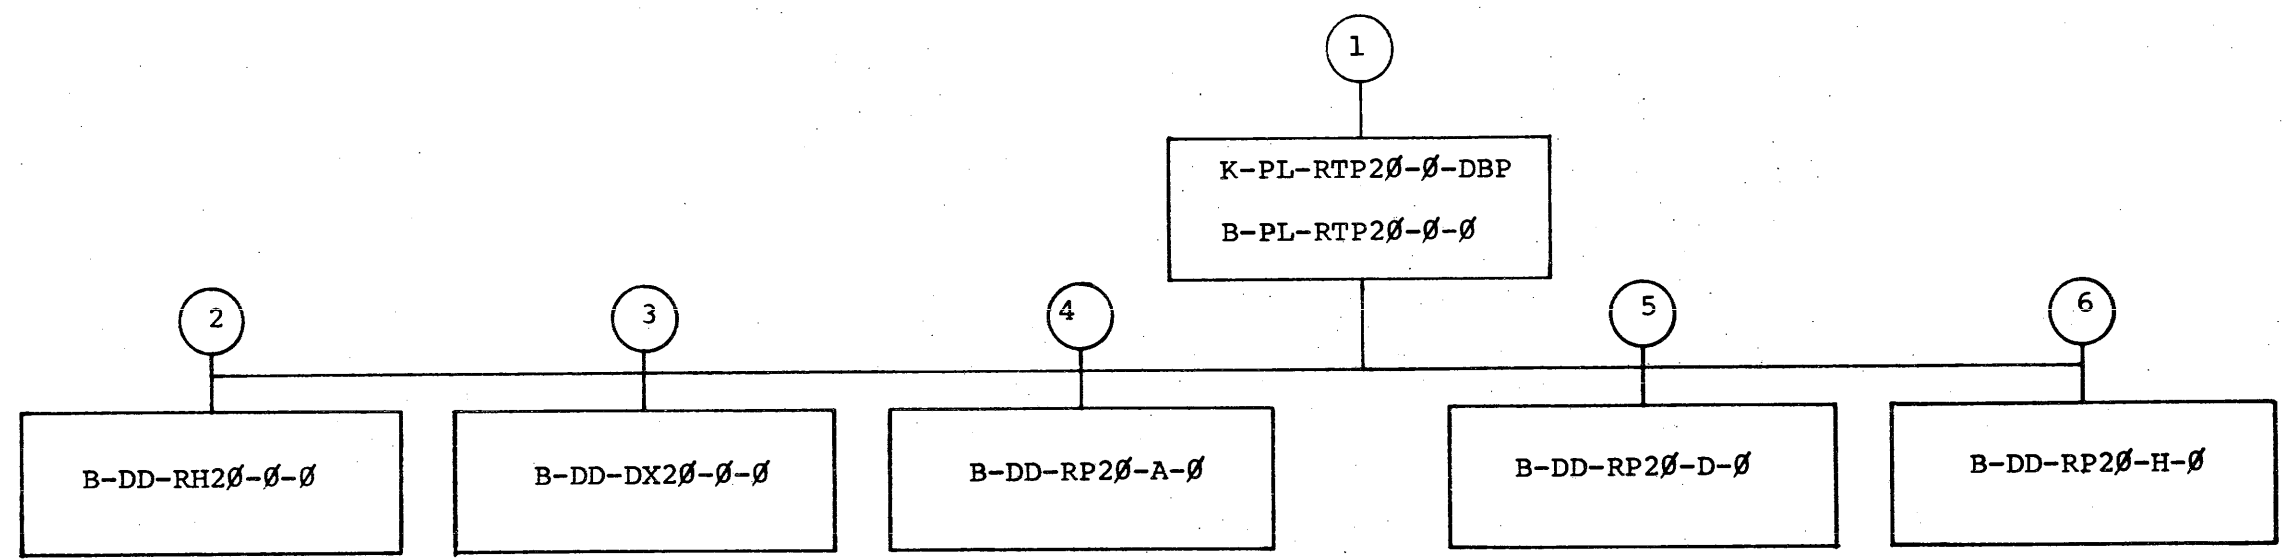 1
K-PL-RTP2Ø-Ø-DBP
B-PL-RTP2Ø-Ø-Ø
2
3
4
5
6
B-DD-RH2Ø-Ø-Ø
B-DD-DX2Ø-Ø-Ø
B-DD-RP2Ø-A-Ø
B-DD-RP2Ø-D-Ø
B-DD-RP2Ø-H-Ø